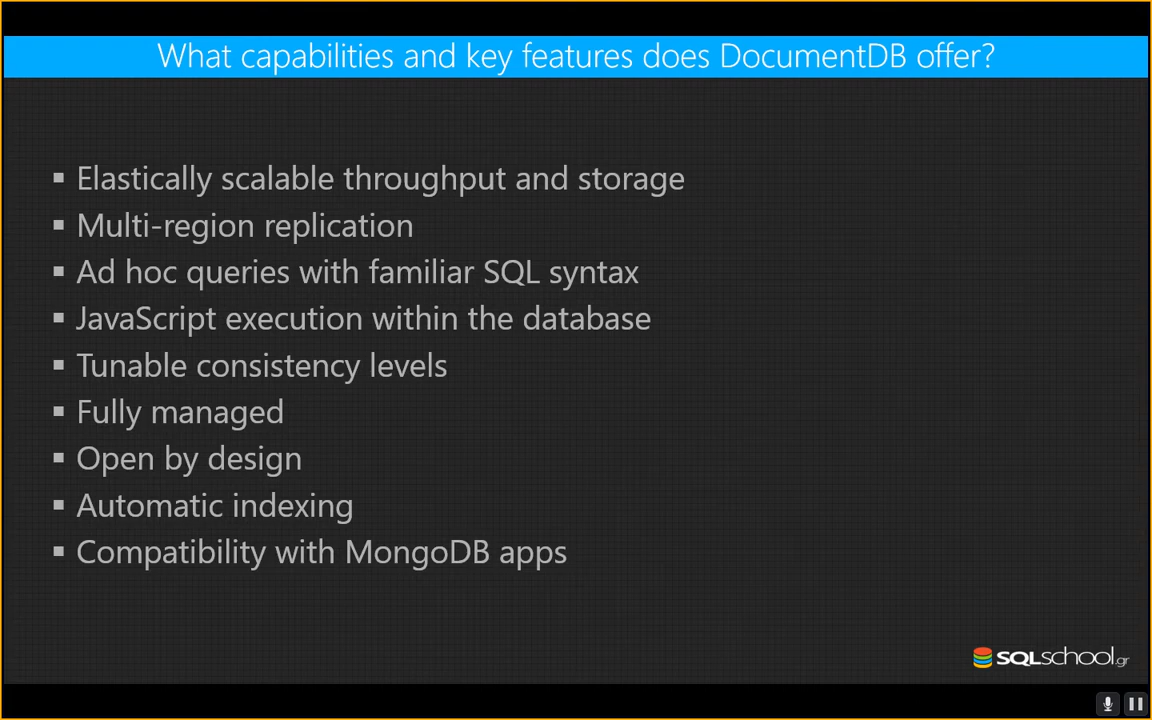 What capabilities and key features does DocumentDB offer?
▪ Elastically scalable throughput and storage
▪ Multi-region replication
▪ Ad hoc queries with familiar SQL syntax
▪ JavaScript execution within the database
▪ Tunable consistency levels
▪ Fully managed
▪ Open by design
▪ Automatic indexing
▪ Compatibility with MongoDB apps
SQLschool.gr